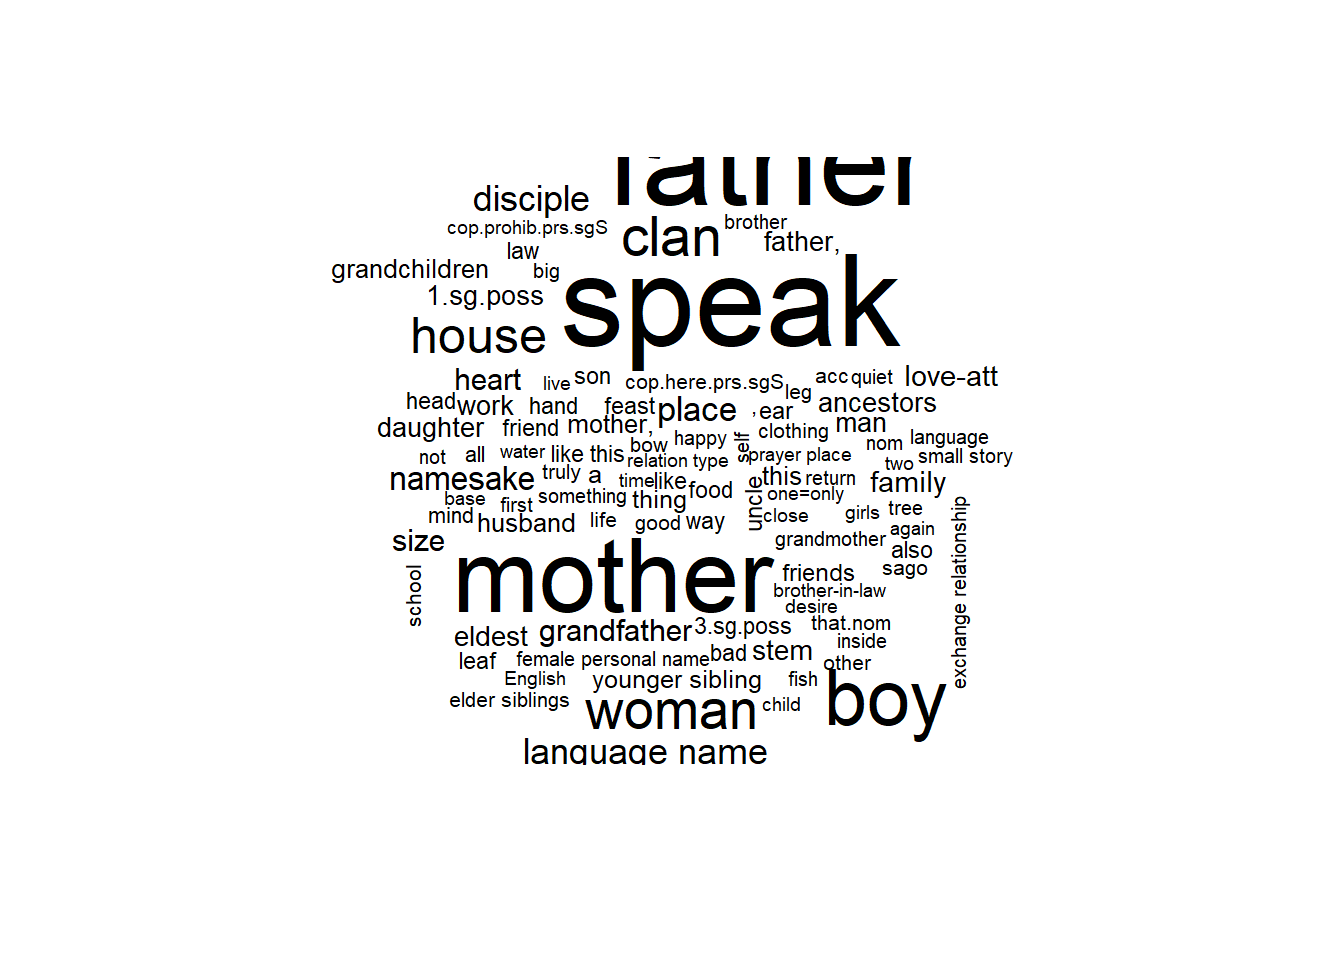 father
disciple
cop.prohib.prs.sgS
clan
brother
father,
law
grandchildren
big
1.sg.poss
speak
house
heart
live
son
cop.here.prs.sgS
leg
acc
quiet
love-att
head
work
hand
feast
place
,
ear
ancestors
daughter
friend
mother,
bow
happy
self
clothing
man
nom
language
not
all
water
like this
relation type
prayer place
two
small story
namesake
truly
a
time
like
this
return
family
base
first
something
thing
food
uncle
one=only
mind
husband
life
good
way
close
girls
tree
again
size
mother
grandmother
also
school
friends
sago
brother-in-law
desire
exchange relationship
eldest
grandfather
3.sg.poss
that.nom
inside
leaf
female personal name
bad
stem
other
English
younger sibling
fish
boy
elder siblings
woman
child
language name